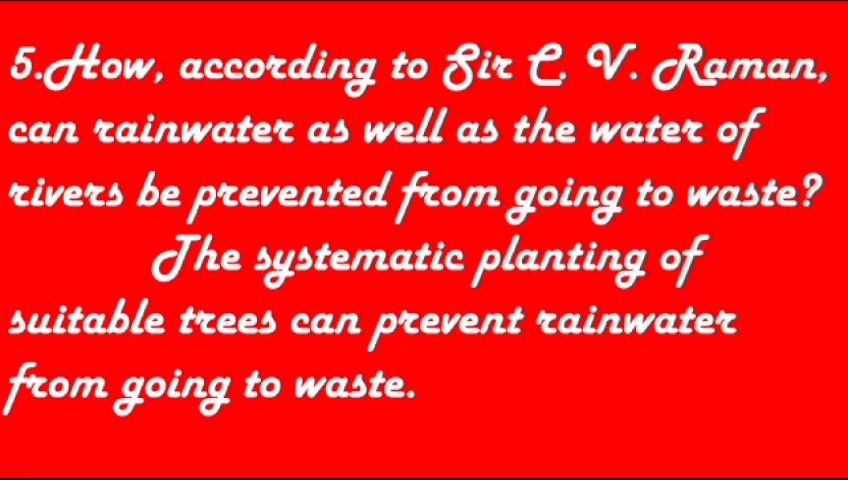 5.How, according to Sir C. V. Raman,
can rainwater as well as the water of
rivers be prevented from going to waste?
The systematic planting of
suitable trees can prevent rainwater
from going to waste.